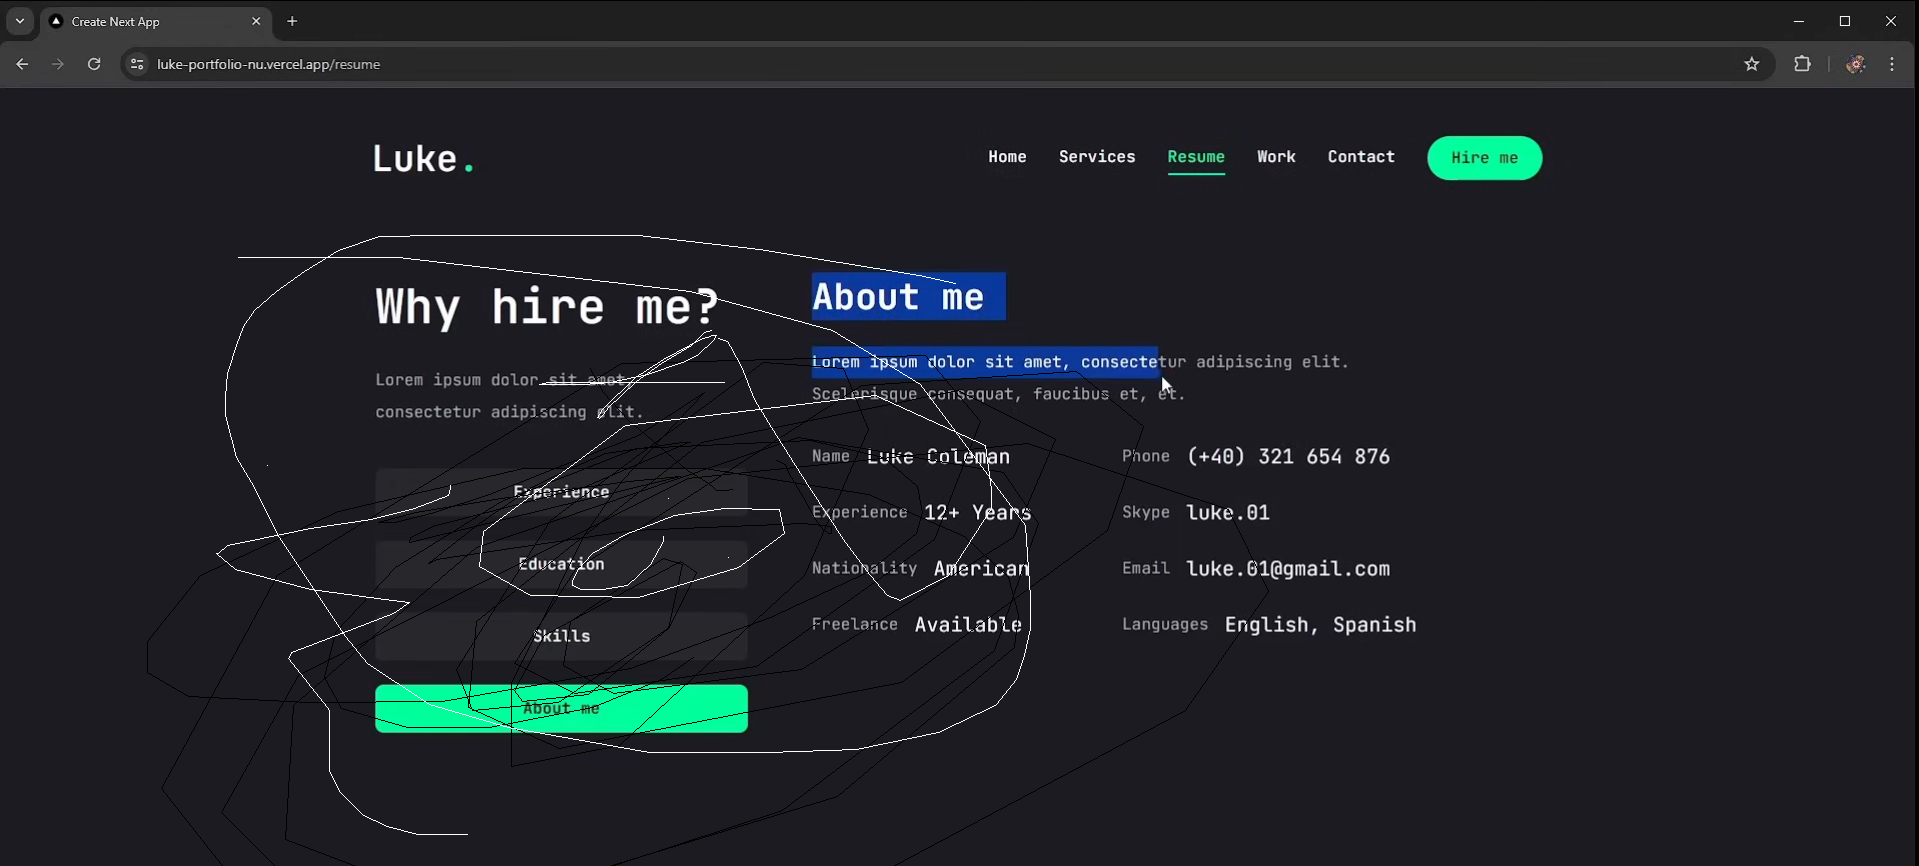 Create Next App
luke-portfolio-nu.vercel.app/resume
Luke.
Home Services Resume Work Contact Hire me
Why hire me?
Lorem ipsum dolor sit amet,
consectetur adipiscing elit.
Experience
Education
Skills
About me
About me
Lorem ipsum dolor sit amet, consectetur adipiscing elit.
Scelerisque consequat, faucibus et, et.
Name Luke Coleman
Phone (+40) 321 654 876
Experience 12+ Years
Skype luke.01
Nationality American
Email luke.01@gmail.com
Freelance Available
Languages English, Spanish